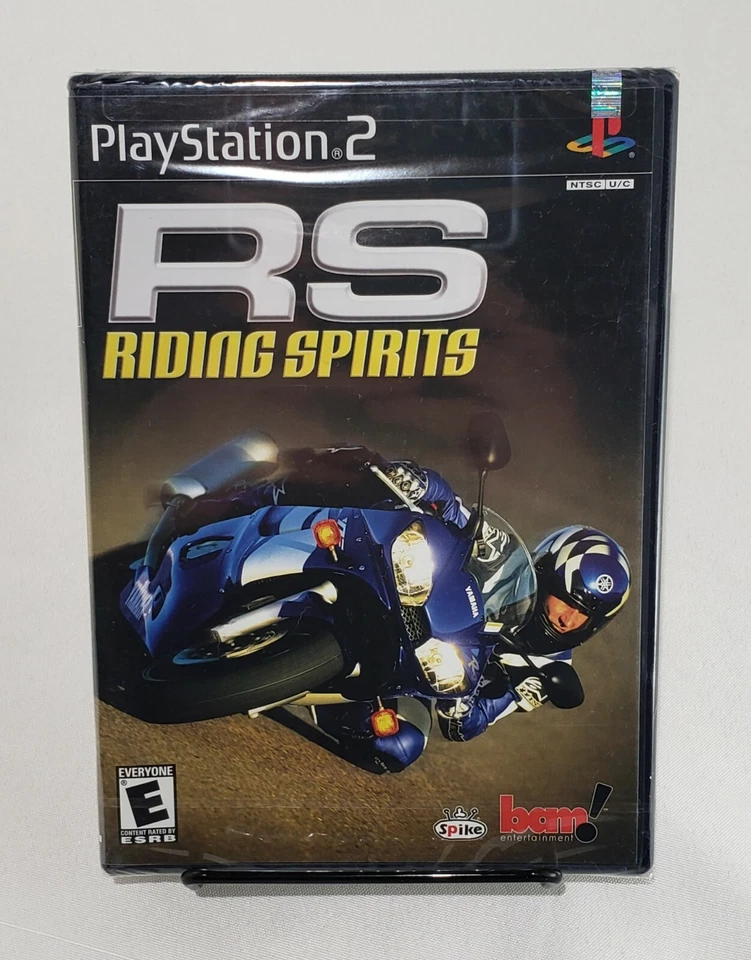 PlayStation®2
NTSC U/C
RS
RIDING SPIRITS
YAMAHA
EVERYONE
E
CONTENT RATED BY
ESRB
Spike
bam!
entertainment